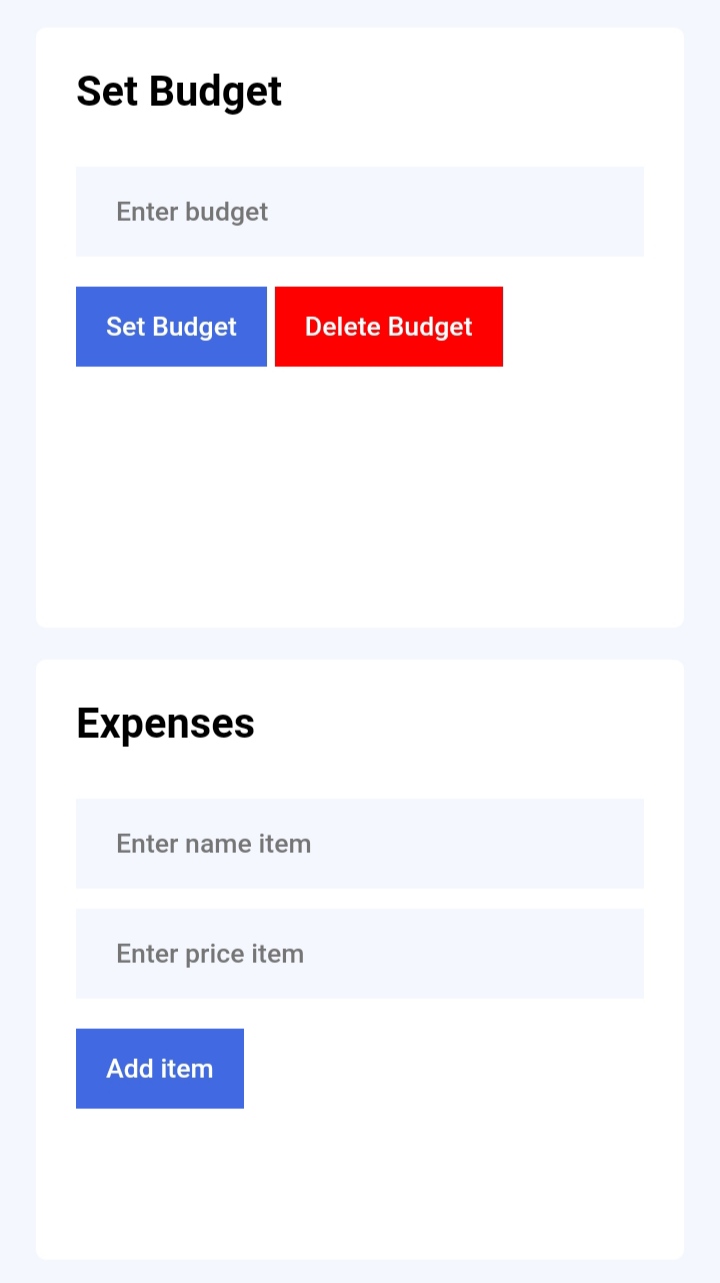 Set Budget
Enter budget
Set Budget Delete Budget
Expenses
Enter name item
Enter price item
Add item